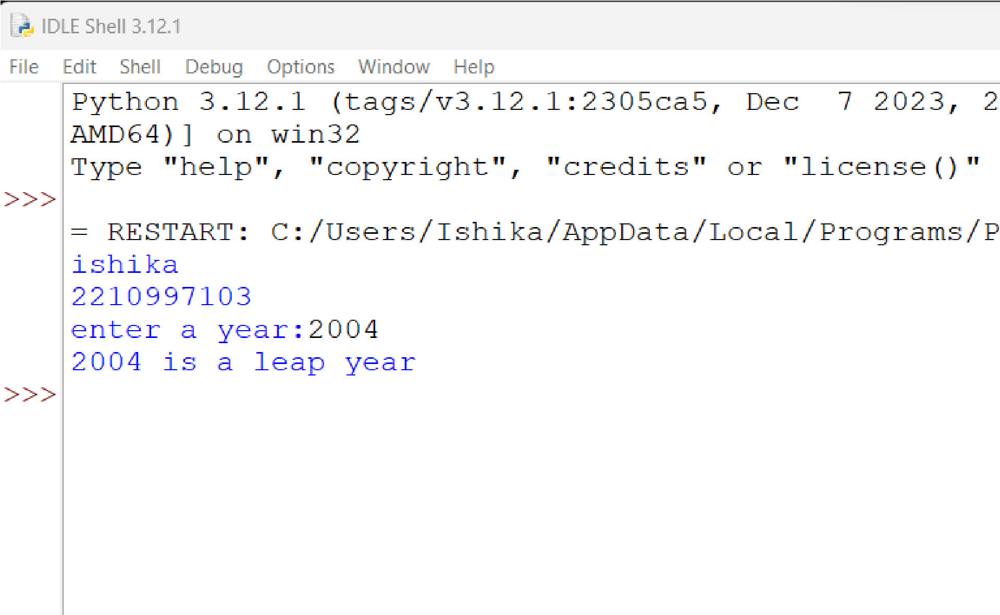 IDLE Shell 3.12.1
File Edit Shell Debug Options Window Help
Python 3.12.1 (tags/v3.12.1:2305ca5, Dec  7 2023, 2
AMD64)] on win32
Type "help", "copyright", "credits" or "license()"
>>>
= RESTART: C:/Users/Ishika/AppData/Local/Programs/P
ishika
2210997103
enter a year:2004
2004 is a leap year
>>>